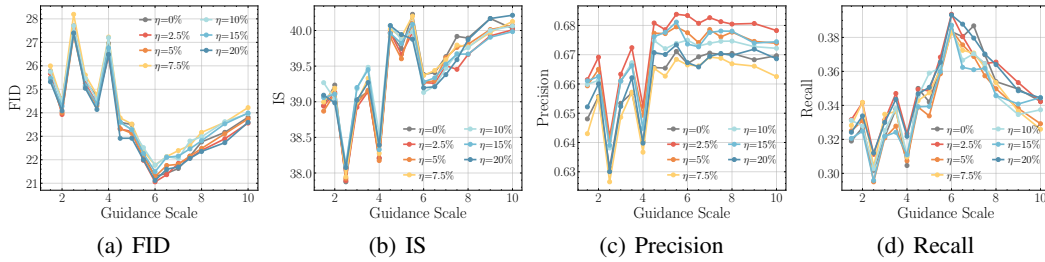 28
27
26
25
24
23
22
21
FID
2
4
6
8
10
Guidance Scale
η=0%
η=2.5%
η=5%
η=7.5%
η=10%
η=15%
η=20%
(a) FID
40.0
39.5
39.0
38.5
38.0
IS
2
4
6
8
10
Guidance Scale
η=0%
η=2.5%
η=5%
η=7.5%
η=10%
η=15%
η=20%
(b) IS
0.68
0.67
0.66
0.65
0.64
0.63
Precision
2
4
6
8
10
Guidance Scale
η=0%
η=2.5%
η=5%
η=7.5%
η=10%
η=15%
η=20%
(c) Precision
0.38
0.36
0.34
0.32
0.30
Recall
2
4
6
8
10
Guidance Scale
η=0%
η=2.5%
η=5%
η=7.5%
η=10%
η=15%
η=20%
(d) Recall